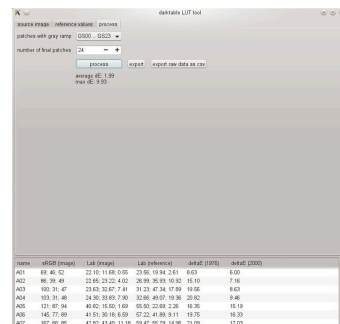 darktable LUT tool
source image reference values process
patches with gray ramp GS00 ... GS23
number of final patches 24 − +
process export export raw data as csv
average dE: 1.99
max dE: 9.93
name sRGB (image) Lab (image) Lab (reference) deltaE (1976) deltaE (2000)
A01 69; 46; 52 22.10; 11.68; 0.55 23.56; 19.94; 2.61 8.63 6.00
A02 86; 39; 49 22.65; 23.22; 4.02 26.99; 35.93; 10.92 15.10 7.16
A03 100; 31; 47 23.63; 32.67; 7.41 31.23; 47.34; 17.89 19.56 8.63
A04 103; 31; 48 24.30; 33.83; 7.90 32.66; 49.07; 19.36 20.82 9.46
A05 121; 87; 94 40.82; 15.50; 1.69 55.50; 22.69; 2.26 16.35 15.19
A06 145; 77; 89 41.51; 30.18; 6.59 57.22; 41.89; 9.11 19.75 16.33